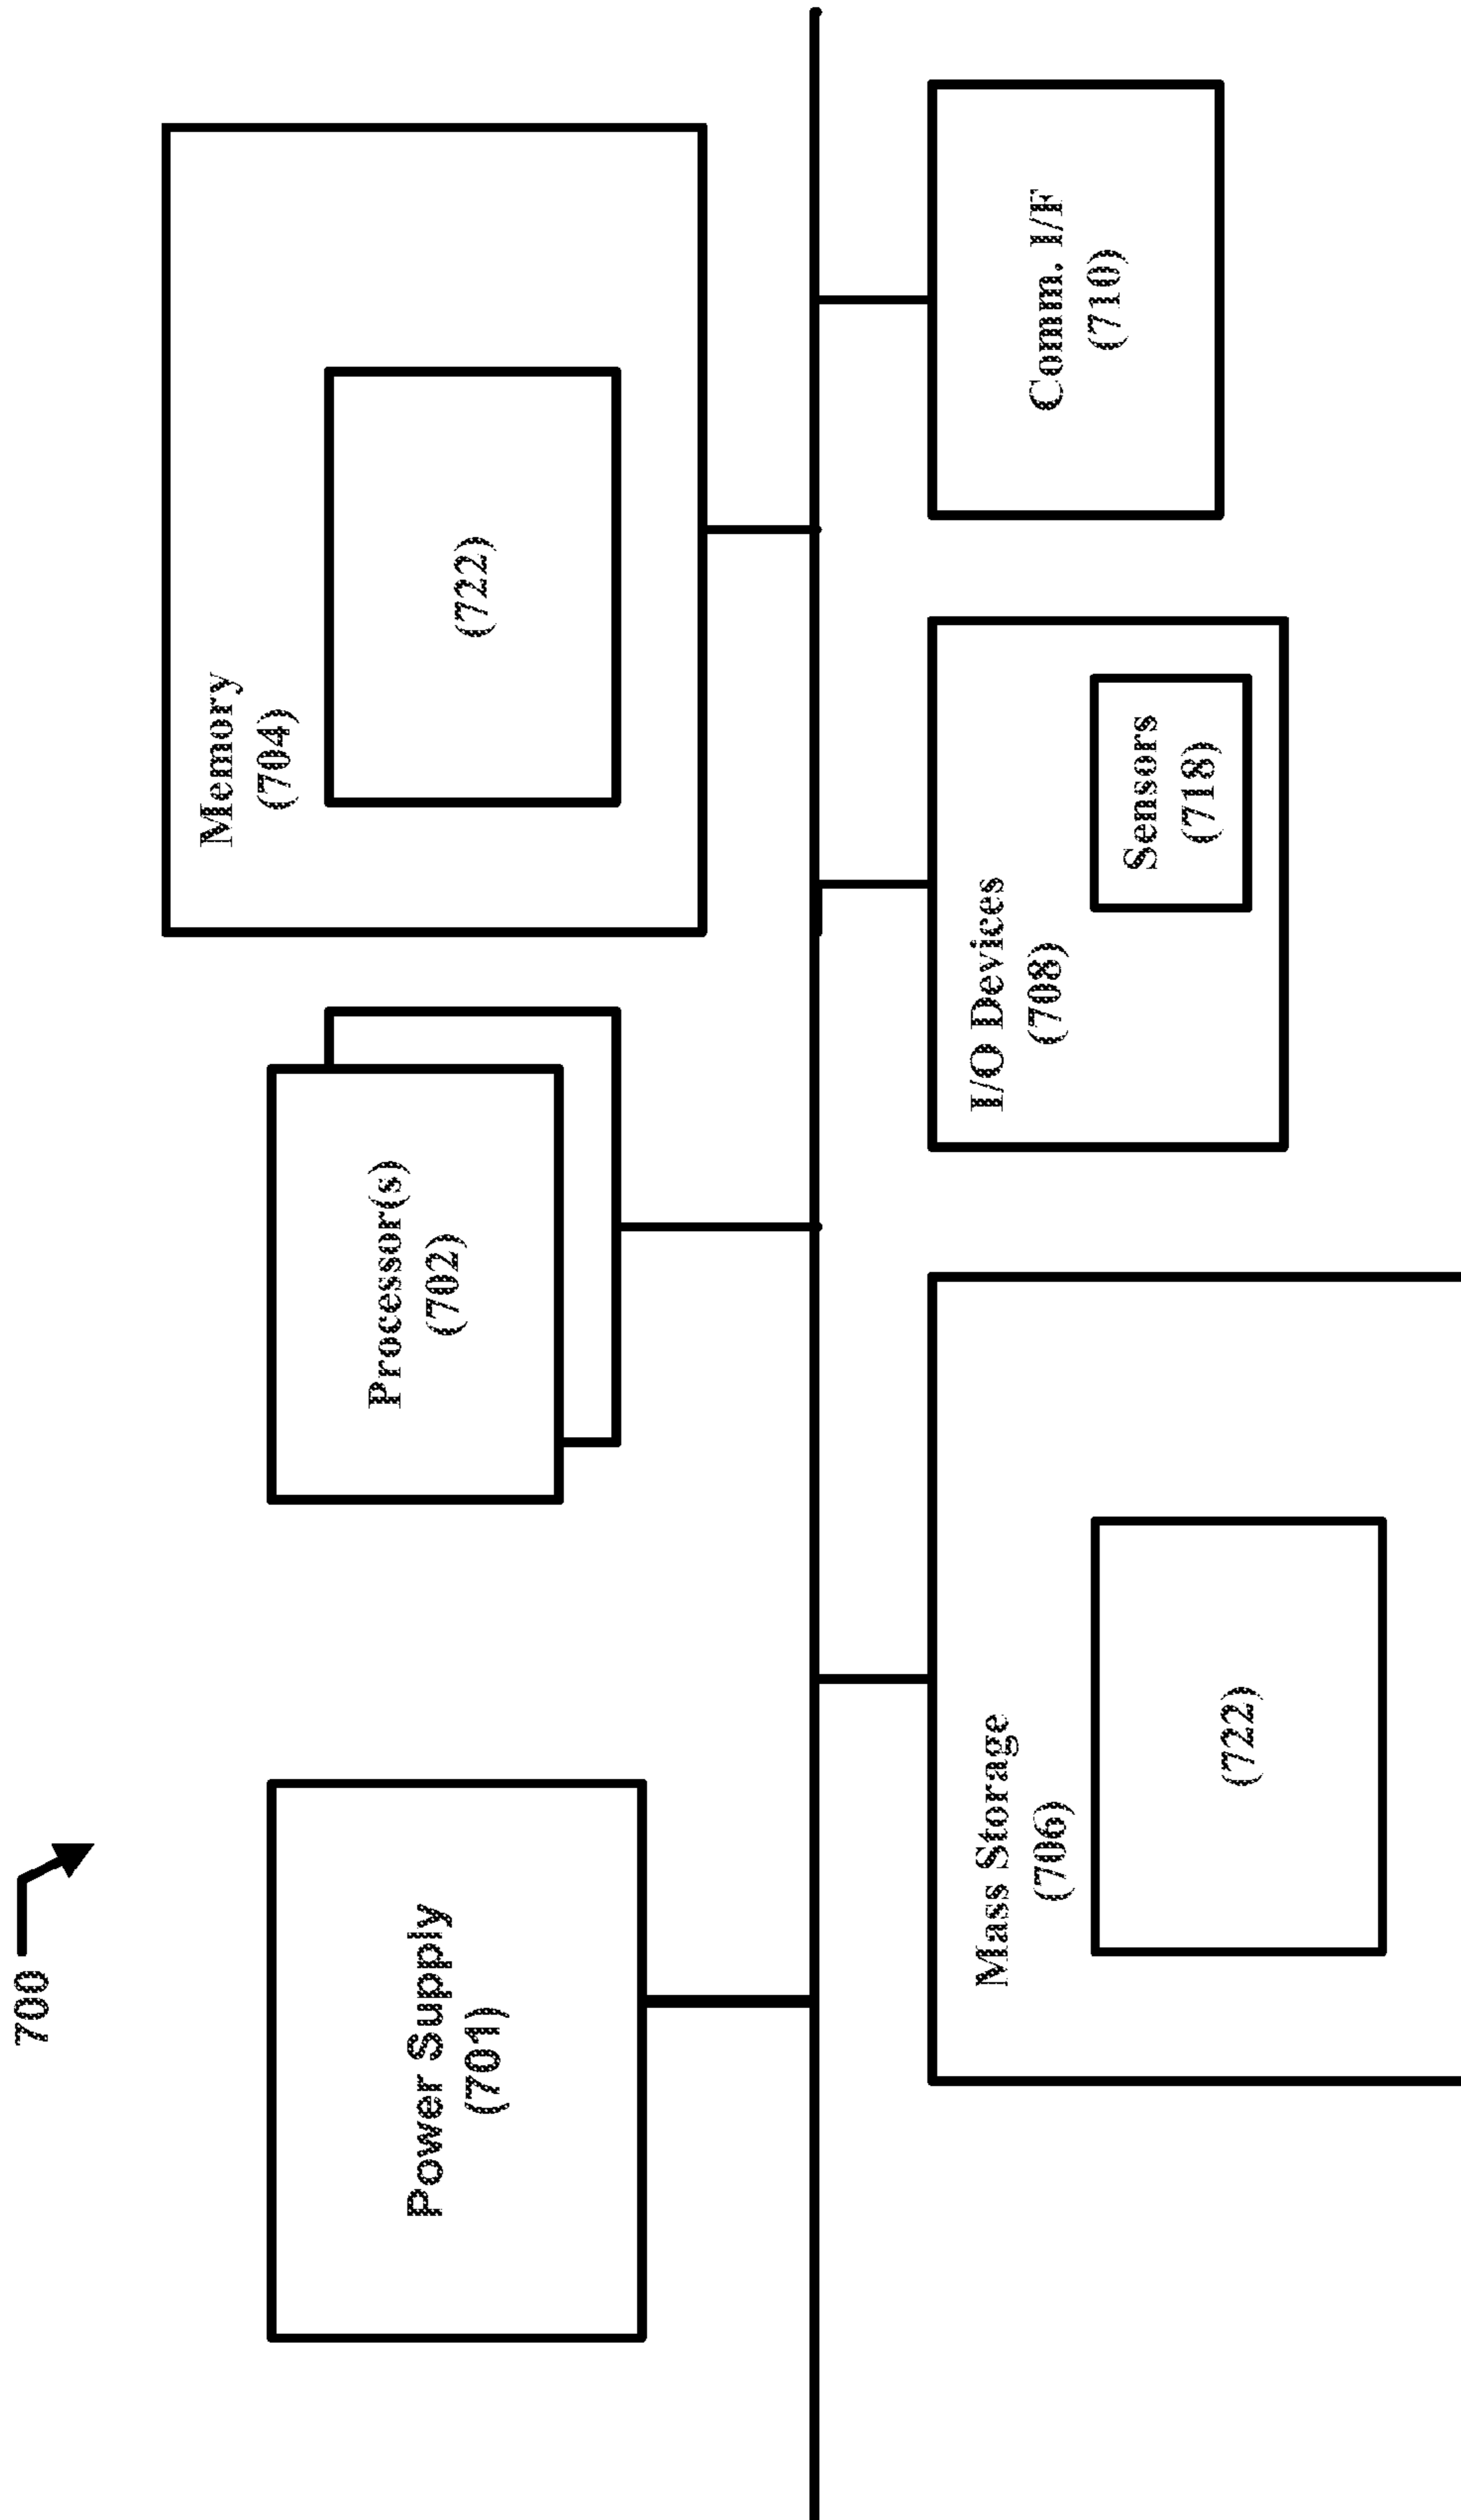 700
Power Supply
(701)
Processor(s)
(702)
Memory
(704)
(722)
Mass Storage
(706)
(722)
I/O Devices
(708)
Sensors
(718)
Comm. I/F
(710)